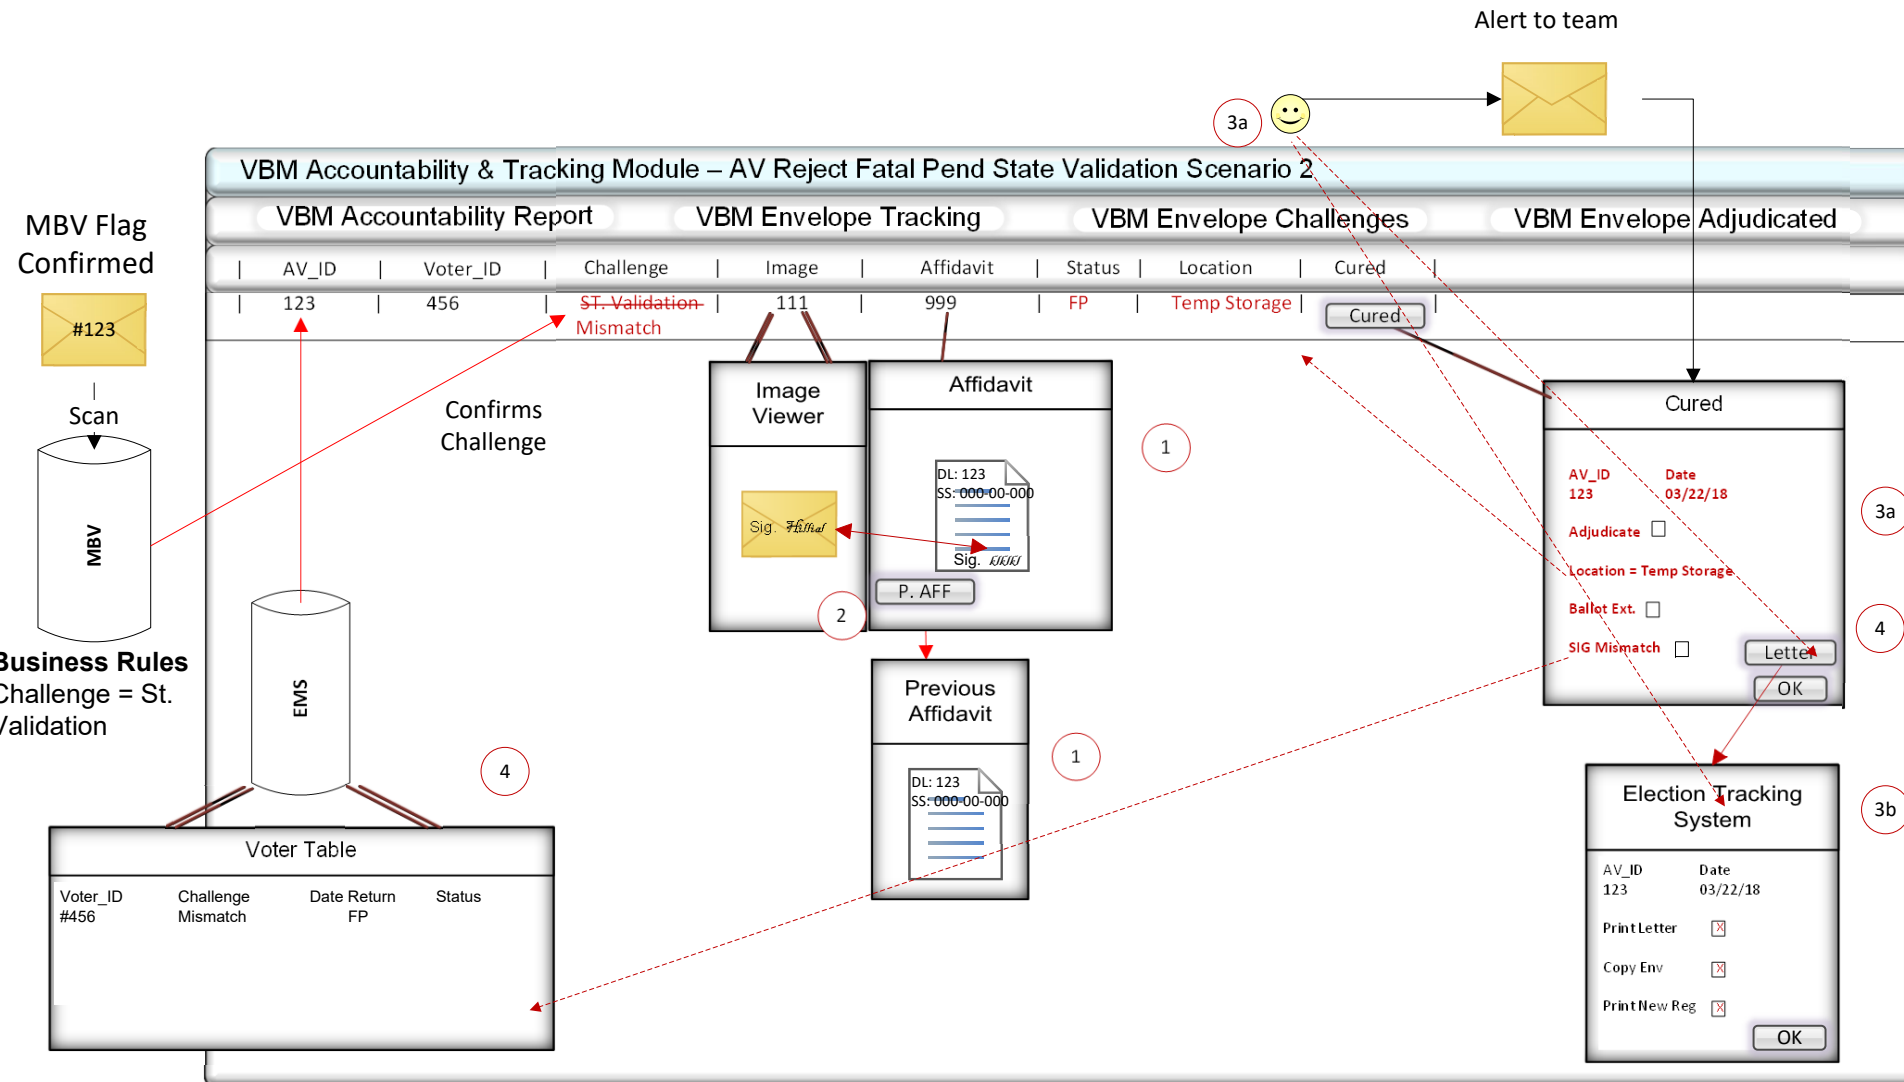 Alert to team
3a
VBM Accountability & Tracking Module – AV Reject Fatal Pend State Validation Scenario 2
VBM Accountability Report
VBM Envelope Tracking
VBM Envelope Challenges
VBM Envelope Adjudicated
MBV Flag
Confirmed
#123
Scan
MBV
Business Rules
Challenge = St.
Validation
| AV_ID | Voter_ID | Challenge | Image | Affidavit | Status | Location | Cured |
| 123 | 456 | ST. Validation | 111 | 999 | FP | Temp Storage | Cured |
Mismatch
Confirms
Challenge
Image
Viewer
Sig.
2
Affidavit
DL: 123
SS: 000-00-000
Sig.
P. AFF
1
Previous
Affidavit
DL: 123
SS: 000-00-000
1
EMS
4
Voter Table
Voter_ID Challenge Date Return Status
#456 Mismatch FP
Cured
AV_ID Date
123 03/22/18
Adjudicate
Location = Temp Storage
Ballot Ext.
SIG Mismatch
Letter
OK
3a
4
Election Tracking
System
AV_ID Date
123 03/22/18
Print Letter X
Copy Env X
Print New Reg X
OK
3b